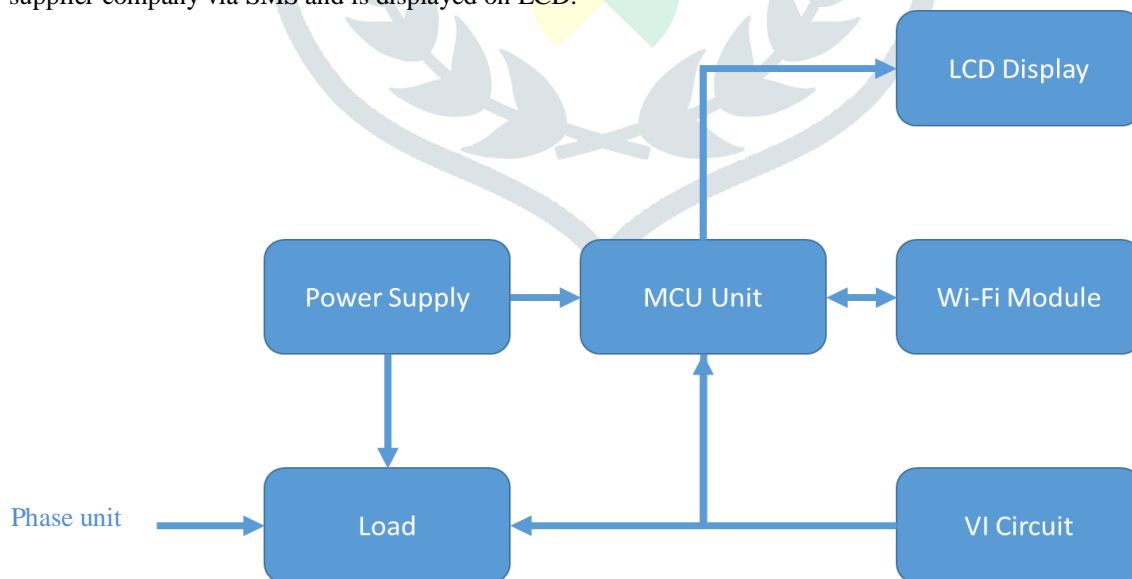 supplier company via SMS and is displayed on LCD.
LCD Display
Power Supply
MCU Unit
Wi-Fi Module
Phase unit
Load
VI Circuit